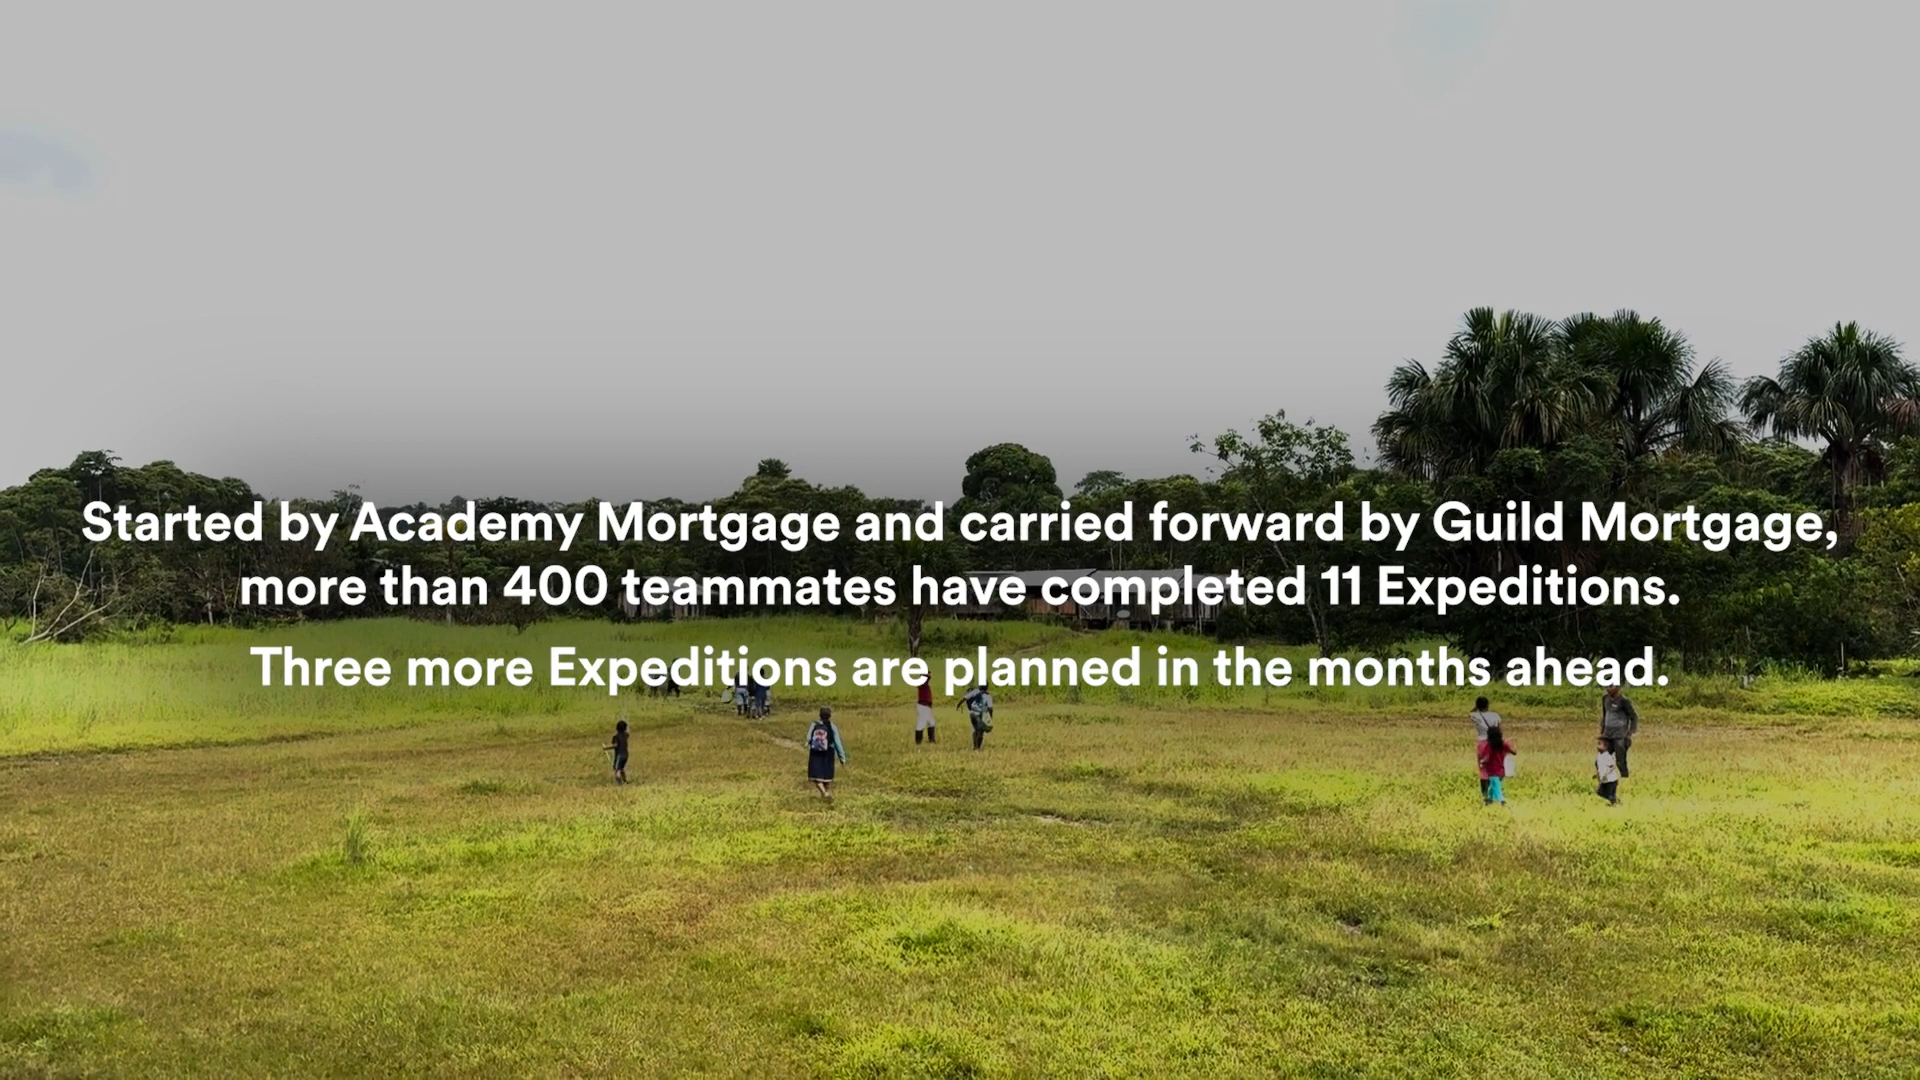 Started by Academy Mortgage and carried forward by Guild Mortgage,
more than 400 teammates have completed 11 Expeditions.
Three more Expeditions are planned in the months ahead.